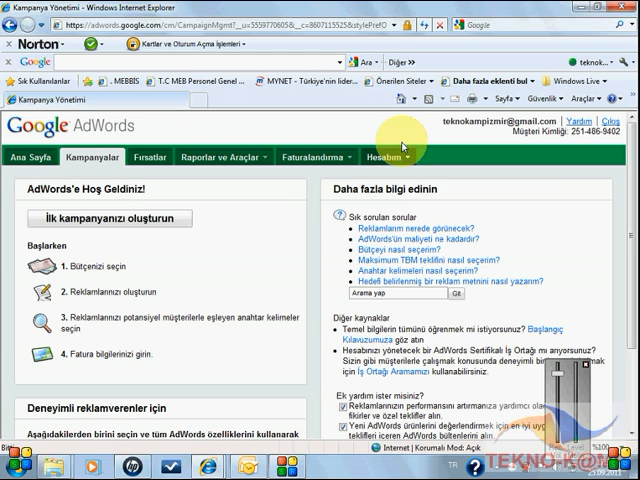 Kampanya Yönetimi - Windows Internet Explorer
https://adwords.google.com/cm/CampaignMgmt?__u=5559770605&__c=8607115525&stylePrefO
Google
Norton
Kartlar ve Oturum Açma İşlemleri
Google
Ara
Diğer »
teknok...
Sık Kullanılanlar
.: MEBBİS
T.C MEB Personel Genel ...
MYNET - Türkiye'nin lider...
Önerilen Siteler
Daha fazla eklenti bul
Windows Live
Kampanya Yönetimi
Sayfa
Güvenlik
Araçlar
Google AdWords
teknokampizmir@gmail.com | Yardım | Çıkış
Müşteri Kimliği: 251-486-9402
Ana Sayfa
Kampanyalar
Fırsatlar
Raporlar ve Araçlar
Faturalandırma
Hesabım
AdWords'e Hoş Geldiniz!
İlk kampanyanızı oluşturun
Başlarken
1. Bütçenizi seçin
2. Reklamlarınızı oluşturun
3. Reklamlarınızı potansiyel müşterilerle eşleyen anahtar kelimeler
seçin
4. Fatura bilgilerinizi girin.
Deneyimli reklamverenler için
Aşağıdakilerden birini seçin ve tüm AdWords özelliklerini kullanarak
Daha fazla bilgi edinin
Sık sorulan sorular
Reklamlarım nerede görünecek?
AdWords'ün maliyeti ne kadardır?
Bütçeyi nasıl seçerim?
Maksimum TBM teklifini nasıl seçerim?
Anahtar kelimeleri nasıl seçerim?
Hedefi belirlenmiş bir reklam metnini nasıl yazarım?
Arama yap
Git
Diğer kaynaklar
Temel bilgilerin tümünü öğrenmek mi istiyorsunuz? Başlangıç
Kılavuzumuza göz atın
Hesabınızı yönetecek bir AdWords Sertifikalı İş Ortağı mı arıyorsunuz?
Sizin gibi müşterilerle çalışmak konusunda deneyimli bir
için İş Ortağı Aramamızı kullanabilirsiniz.
Ek yardım ister misiniz?
Reklamlarınızın performansını artırmanıza yardımcı
fikirler ve özel teklifler alın.
Yeni AdWords ürünlerini değerlendirmek için en iyi
teklifleri içeren AdWords bültenlerini alın.
Internet | Korumalı Mod: Açık
%100
TR
TEKNO-K@M
23.09.2011